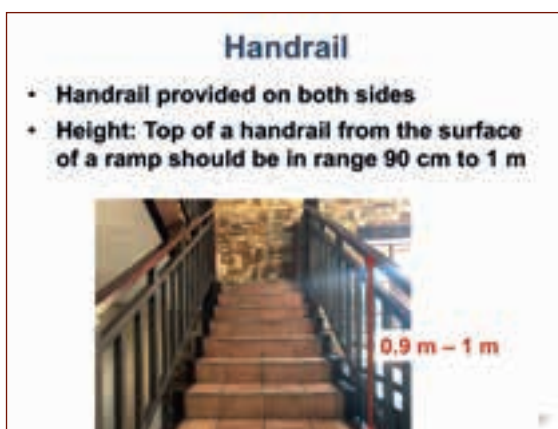 Handrail
• Handrail provided on both sides
• Height: Top of a handrail from the surface
of a ramp should be in range 90 cm to 1 m
0.9 m – 1 m